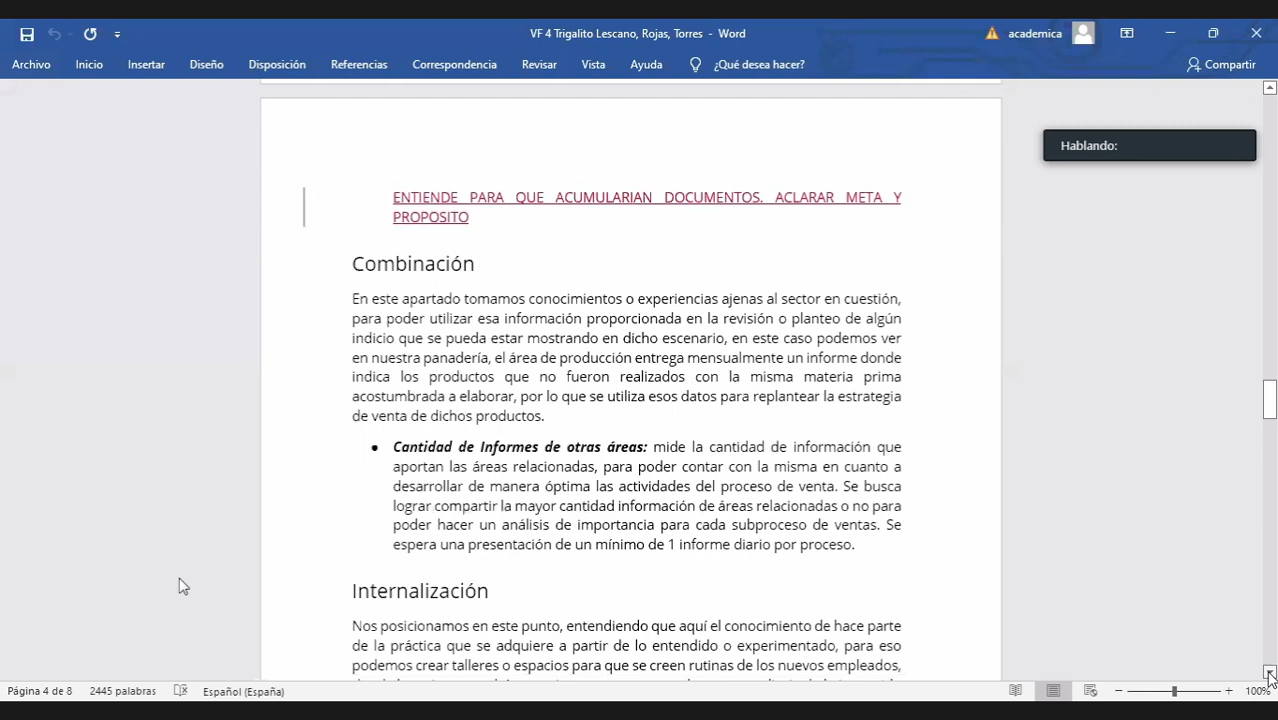 VF 4 Trigalito Lescano, Rojas, Torres - Word
academica
Archivo Inicio Insertar Diseño Disposición Referencias Correspondencia Revisar Vista Ayuda ¿Qué desea hacer? Compartir
Hablando:
ENTIENDE PARA QUE ACUMULARIAN DOCUMENTOS. ACLARAR META Y
PROPOSITO
Combinación
En este apartado tomamos conocimientos o experiencias ajenas al sector en cuestión,
para poder utilizar esa información proporcionada en la revisión o planteo de algún
indicio que se pueda estar mostrando en dicho escenario, en este caso podemos ver
en nuestra panadería, el área de producción entrega mensualmente un informe donde
indica los productos que no fueron realizados con la misma materia prima
acostumbrada a elaborar, por lo que se utiliza esos datos para replantear la estrategia
de venta de dichos productos.
● Cantidad de Informes de otras áreas: mide la cantidad de información que
aportan las áreas relacionadas, para poder contar con la misma en cuanto a
desarrollar de manera óptima las actividades del proceso de venta. Se busca
lograr compartir la mayor cantidad información de áreas relacionadas o no para
poder hacer un análisis de importancia para cada subproceso de ventas. Se
espera una presentación de un mínimo de 1 informe diario por proceso.
Internalización
Nos posicionamos en este punto, entendiendo que aquí el conocimiento de hace parte
de la práctica que se adquiere a partir de lo entendido o experimentado, para eso
podemos crear talleres o espacios para que se creen rutinas de los nuevos empleados,
Página 4 de 8 2445 palabras Español (España) 100%